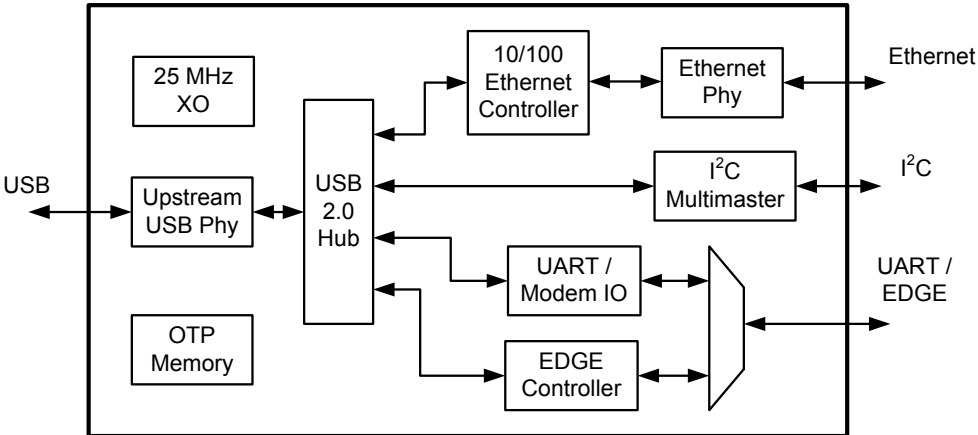 10/100
Ethernet
Controller
Ethernet
Phy
Ethernet
25 MHz
XO
USB
Upstream
USB Phy
USB
2.0
Hub
I²C
Multimaster
I²C
UART /
Modem IO
UART /
EDGE
OTP
Memory
EDGE
Controller